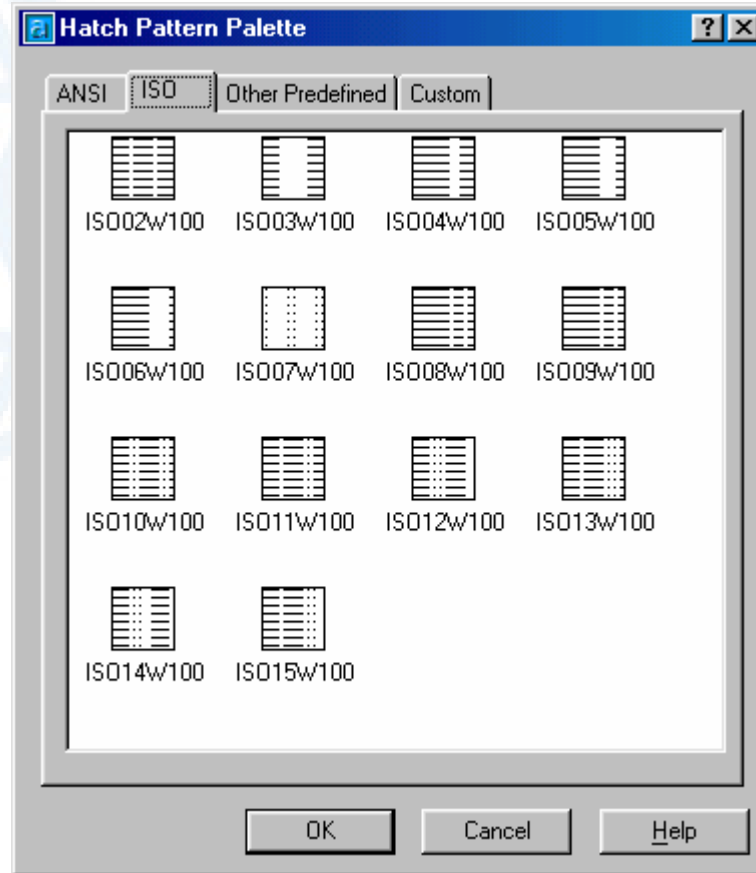 Hatch Pattern Palette
ANSI ISO Other Predefined Custom
ISO02W100 ISO03W100 ISO04W100 ISO05W100
ISO06W100 ISO07W100 ISO08W100 ISO09W100
ISO10W100 ISO11W100 ISO12W100 ISO13W100
ISO14W100 ISO15W100
OK Cancel Help